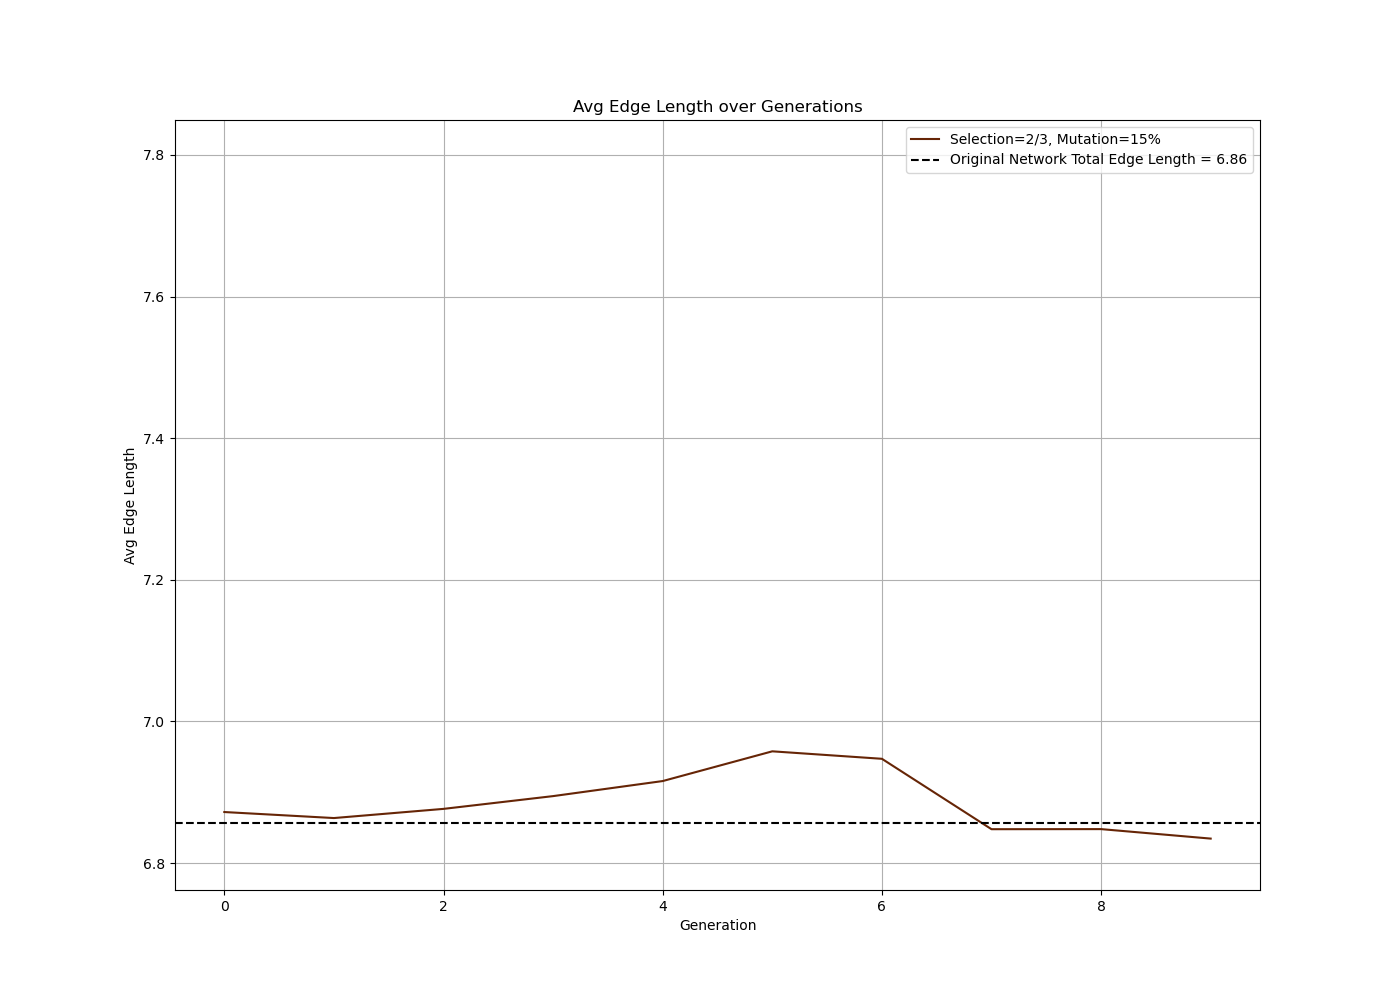 Avg Edge Length over Generations
Selection=2/3, Mutation=15%
Original Network Total Edge Length = 6.86
7.8
7.6
7.4
7.2
7.0
6.8
Avg Edge Length
0 2 4 6 8
Generation